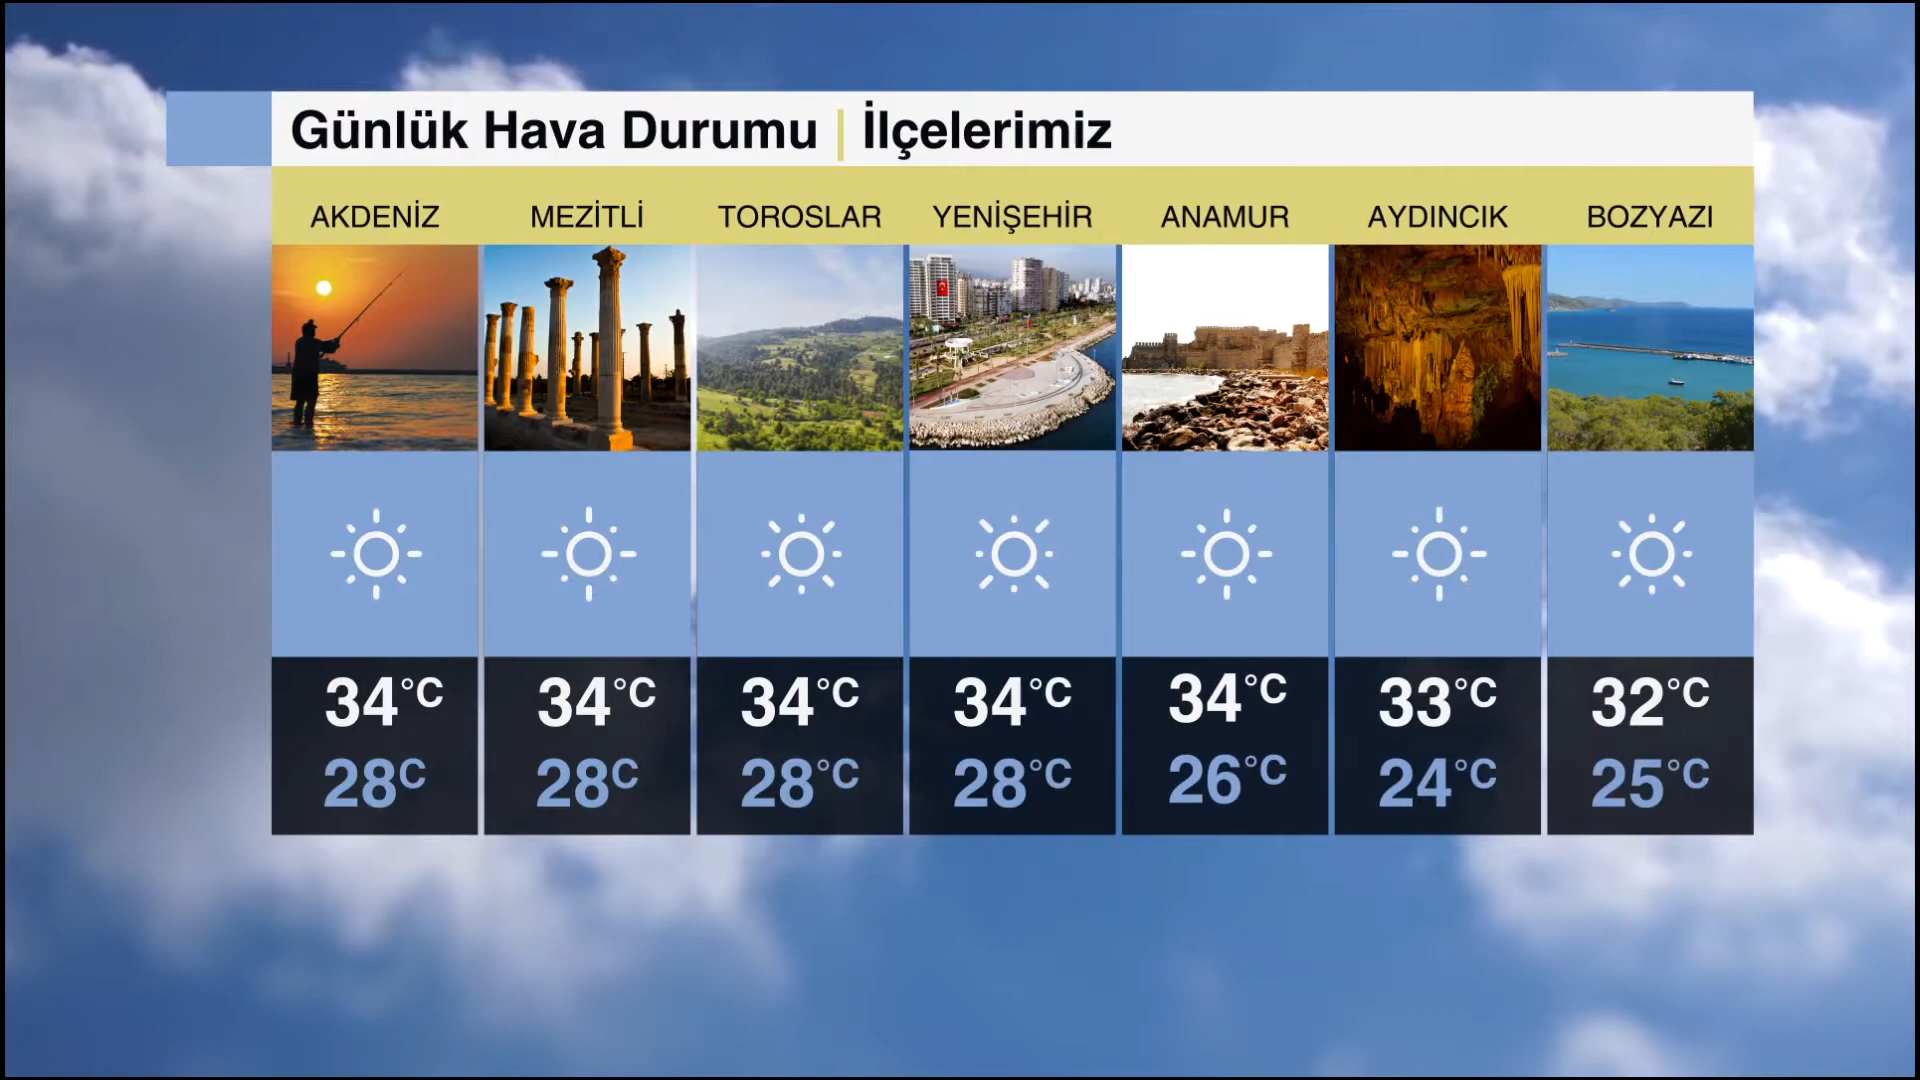 Günlük Hava Durumu | İlçelerimiz
AKDENİZ MEZİTLİ TOROSLAR YENİŞEHİR ANAMUR AYDINCIK BOZYAZI
34°C 34°C 34°C 34°C 34°C 33°C 32°C
28C 28C 28°C 28°C 26°C 24°C 25°C